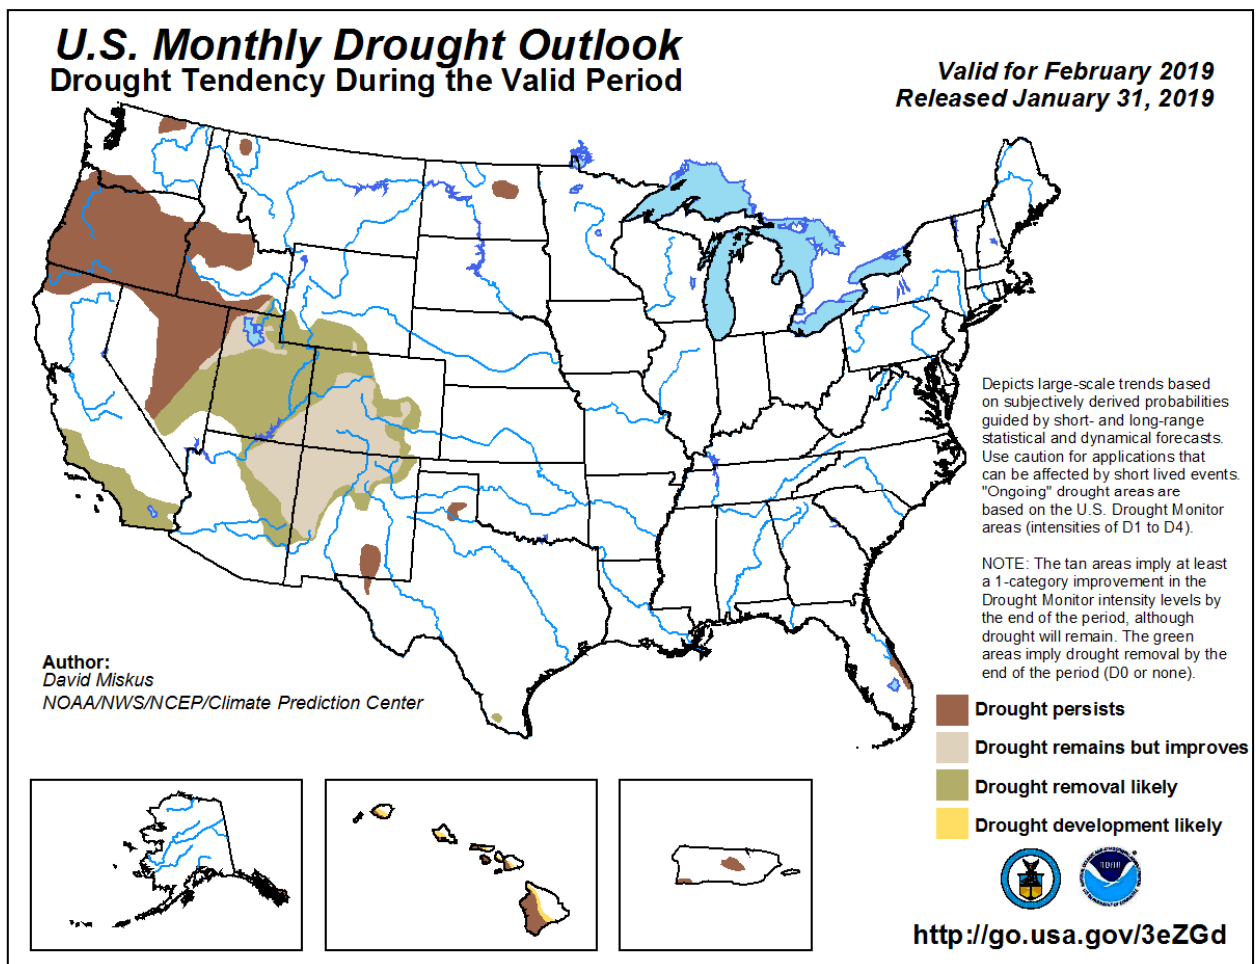 U.S. Monthly Drought Outlook
Drought Tendency During the Valid Period
Valid for February 2019
Released January 31, 2019
Depicts large-scale trends based
on subjectively derived probabilities
guided by short- and long-range
statistical and dynamical forecasts.
Use caution for applications that
can be affected by short lived events.
"Ongoing" drought areas are
based on the U.S. Drought Monitor
areas (intensities of D1 to D4).
NOTE: The tan areas imply at least
a 1-category improvement in the
Drought Monitor intensity levels by
the end of the period, although
drought will remain. The green
areas imply drought removal by the
end of the period (D0 or none).
Author:
David Miskus
NOAA/NWS/NCEP/Climate Prediction Center
Drought persists
Drought remains but improves
Drought removal likely
Drought development likely
http://go.usa.gov/3eZGd